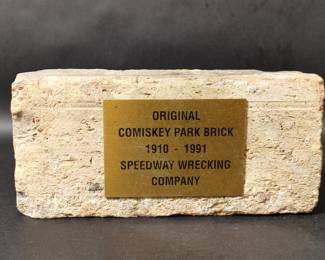 ORIGINAL
COMISKEY PARK BRICK
1910 - 1991
SPEEDWAY WRECKING
COMPANY